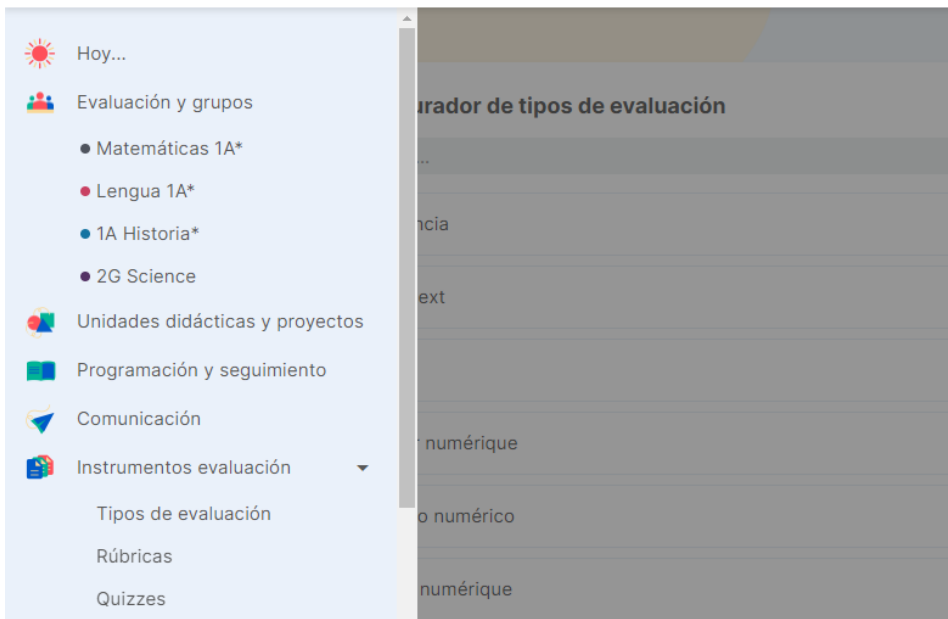 Hoy...
Evaluación y grupos
Matemáticas 1A*
Lengua 1A*
1A Historia*
2G Science
Unidades didácticas y proyectos
Programación y seguimiento
Comunicación
Instrumentos evaluación
Tipos de evaluación
Rúbricas
Quizzes
urador de tipos de evaluación
...
ncia
ext
r numérique
o numérico
numérique